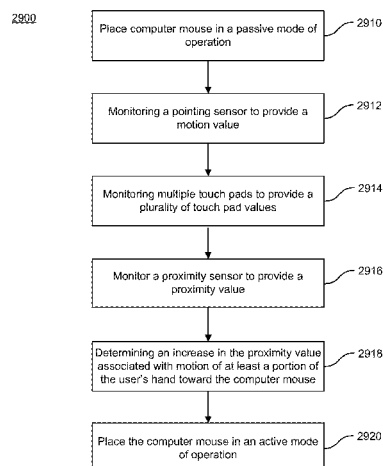 2900
Place computer mouse in a passive mode of
operation
2910
Monitoring a pointing sensor to provide a
motion value
2912
Monitoring multiple touch pads to provide a
plurality of touch pad values
2914
Monitor a proximity sensor to provide a
proximity value
2916
Determining an increase in the proximity value
associated with motion of at least a portion of
the user's hand toward the computer mouse
2918
Place the computer mouse in an active mode
of operation
2920